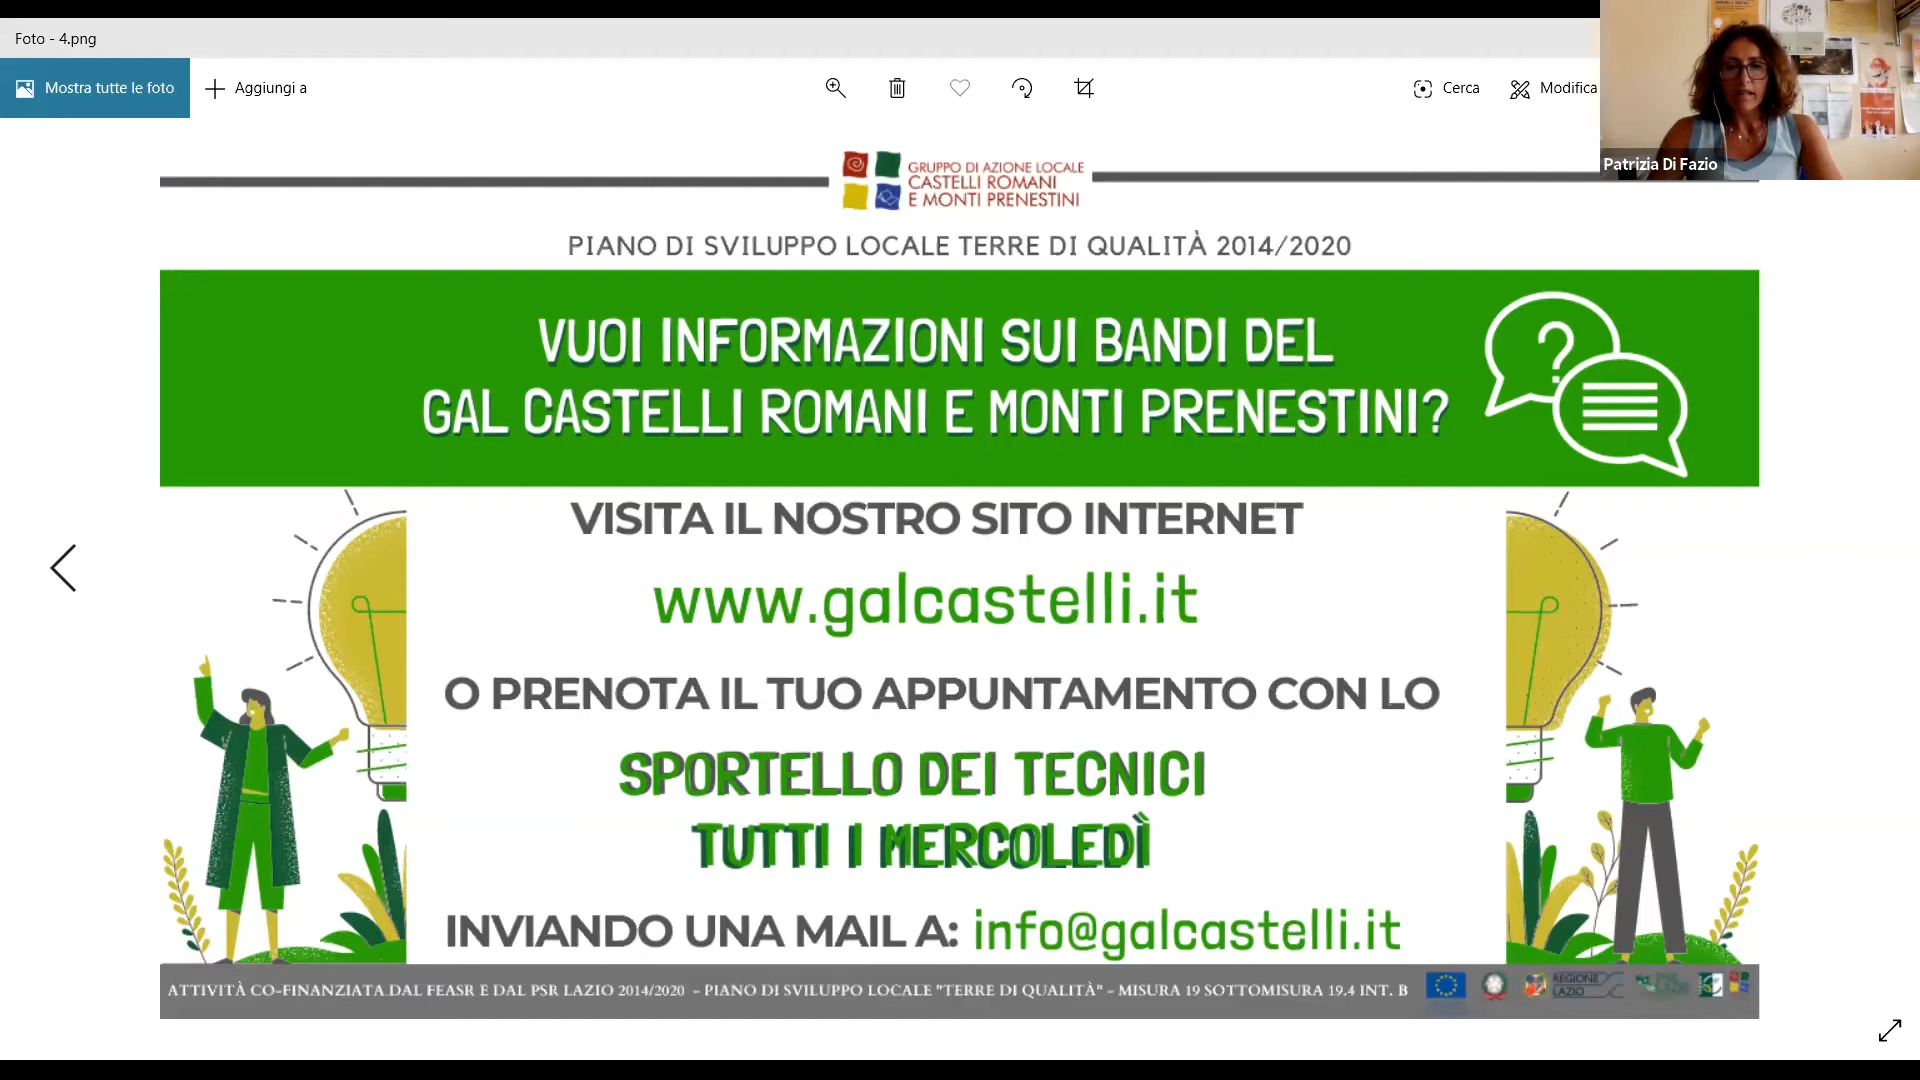 Foto - 4.png
Mostra tutte le foto
Aggiungi a
Cerca
Modifica
Patrizia Di Fazio
GRUPPO DI AZIONE LOCALE
CASTELLI ROMANI
E MONTI PRENESTINI
PIANO DI SVILUPPO LOCALE TERRE DI QUALITÀ 2014/2020
VUOI INFORMAZIONI SUI BANDI DEL
GAL CASTELLI ROMANI E MONTI PRENESTINI?
VISITA IL NOSTRO SITO INTERNET
www.galcastelli.it
O PRENOTA IL TUO APPUNTAMENTO CON LO
SPORTELLO DEI TECNICI
TUTTI I MERCOLEDÌ
INVIANDO UNA MAIL A: info@galcastelli.it
ATTIVITÀ CO-FINANZIATA DAL FEASR E DAL PSR LAZIO 2014/2020 - PIANO DI SVILUPPO LOCALE "TERRE DI QUALITÀ" - MISURA 19 SOTTOMISURA 19.4 INT. B
REGIONE
LAZIO